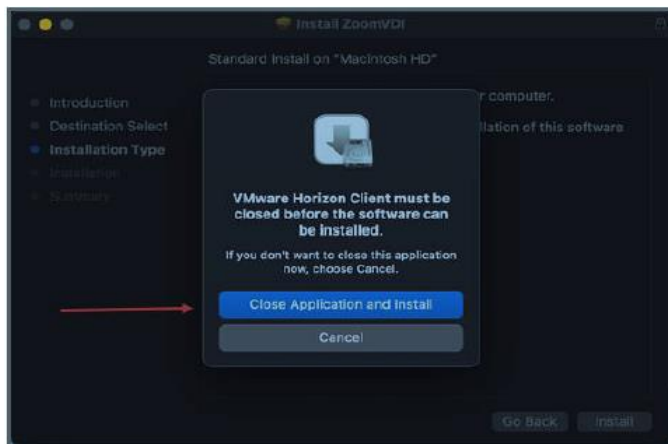 Install ZoomVDI
Standard Install on "Macintosh HD"
r computer.
Introduction
Destination Select
llation of this software
Installation Type
Installation
Summary
VMware Horizon Client must be
closed before the software can
be installed.
If you don't want to close this application
now, choose Cancel.
Close Application and Install
Cancel
Go Back
Install